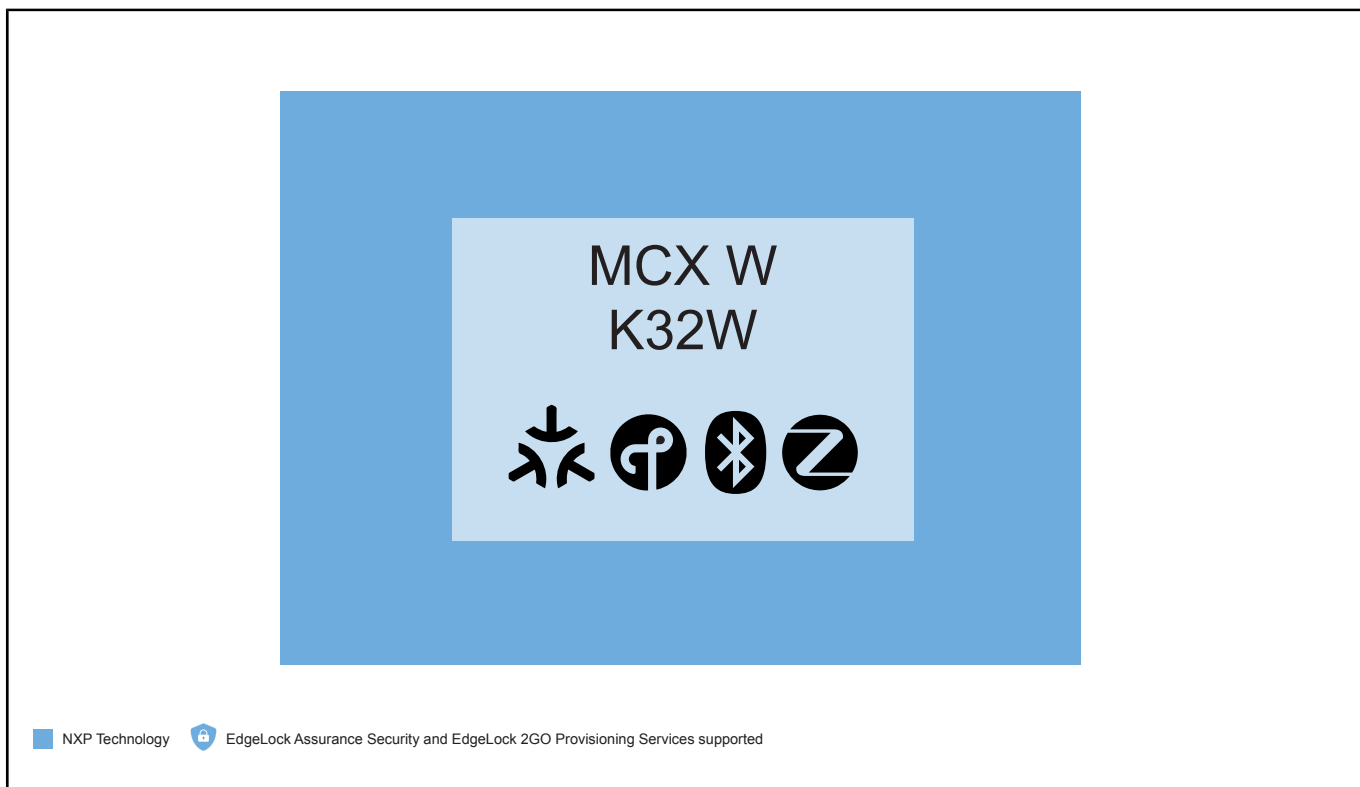 MCX W
K32W
NXP Technology
EdgeLock Assurance Security and EdgeLock 2GO Provisioning Services supported